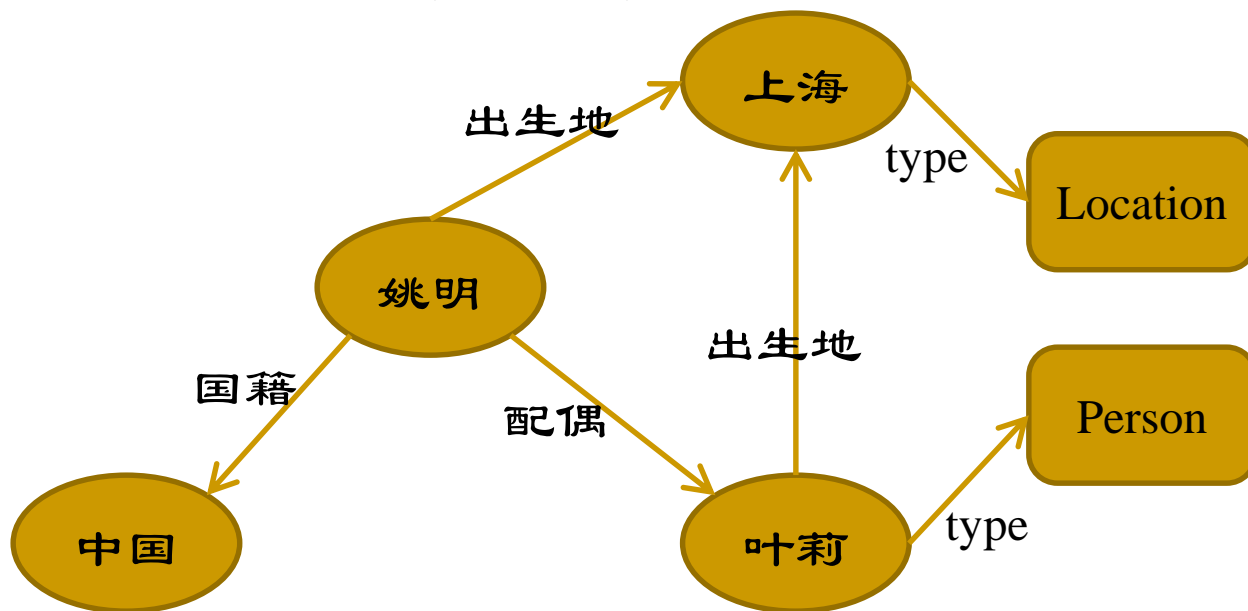 上海
出生地
type
Location
姚明
出生地
国籍
配偶
Person
中国
叶莉
type